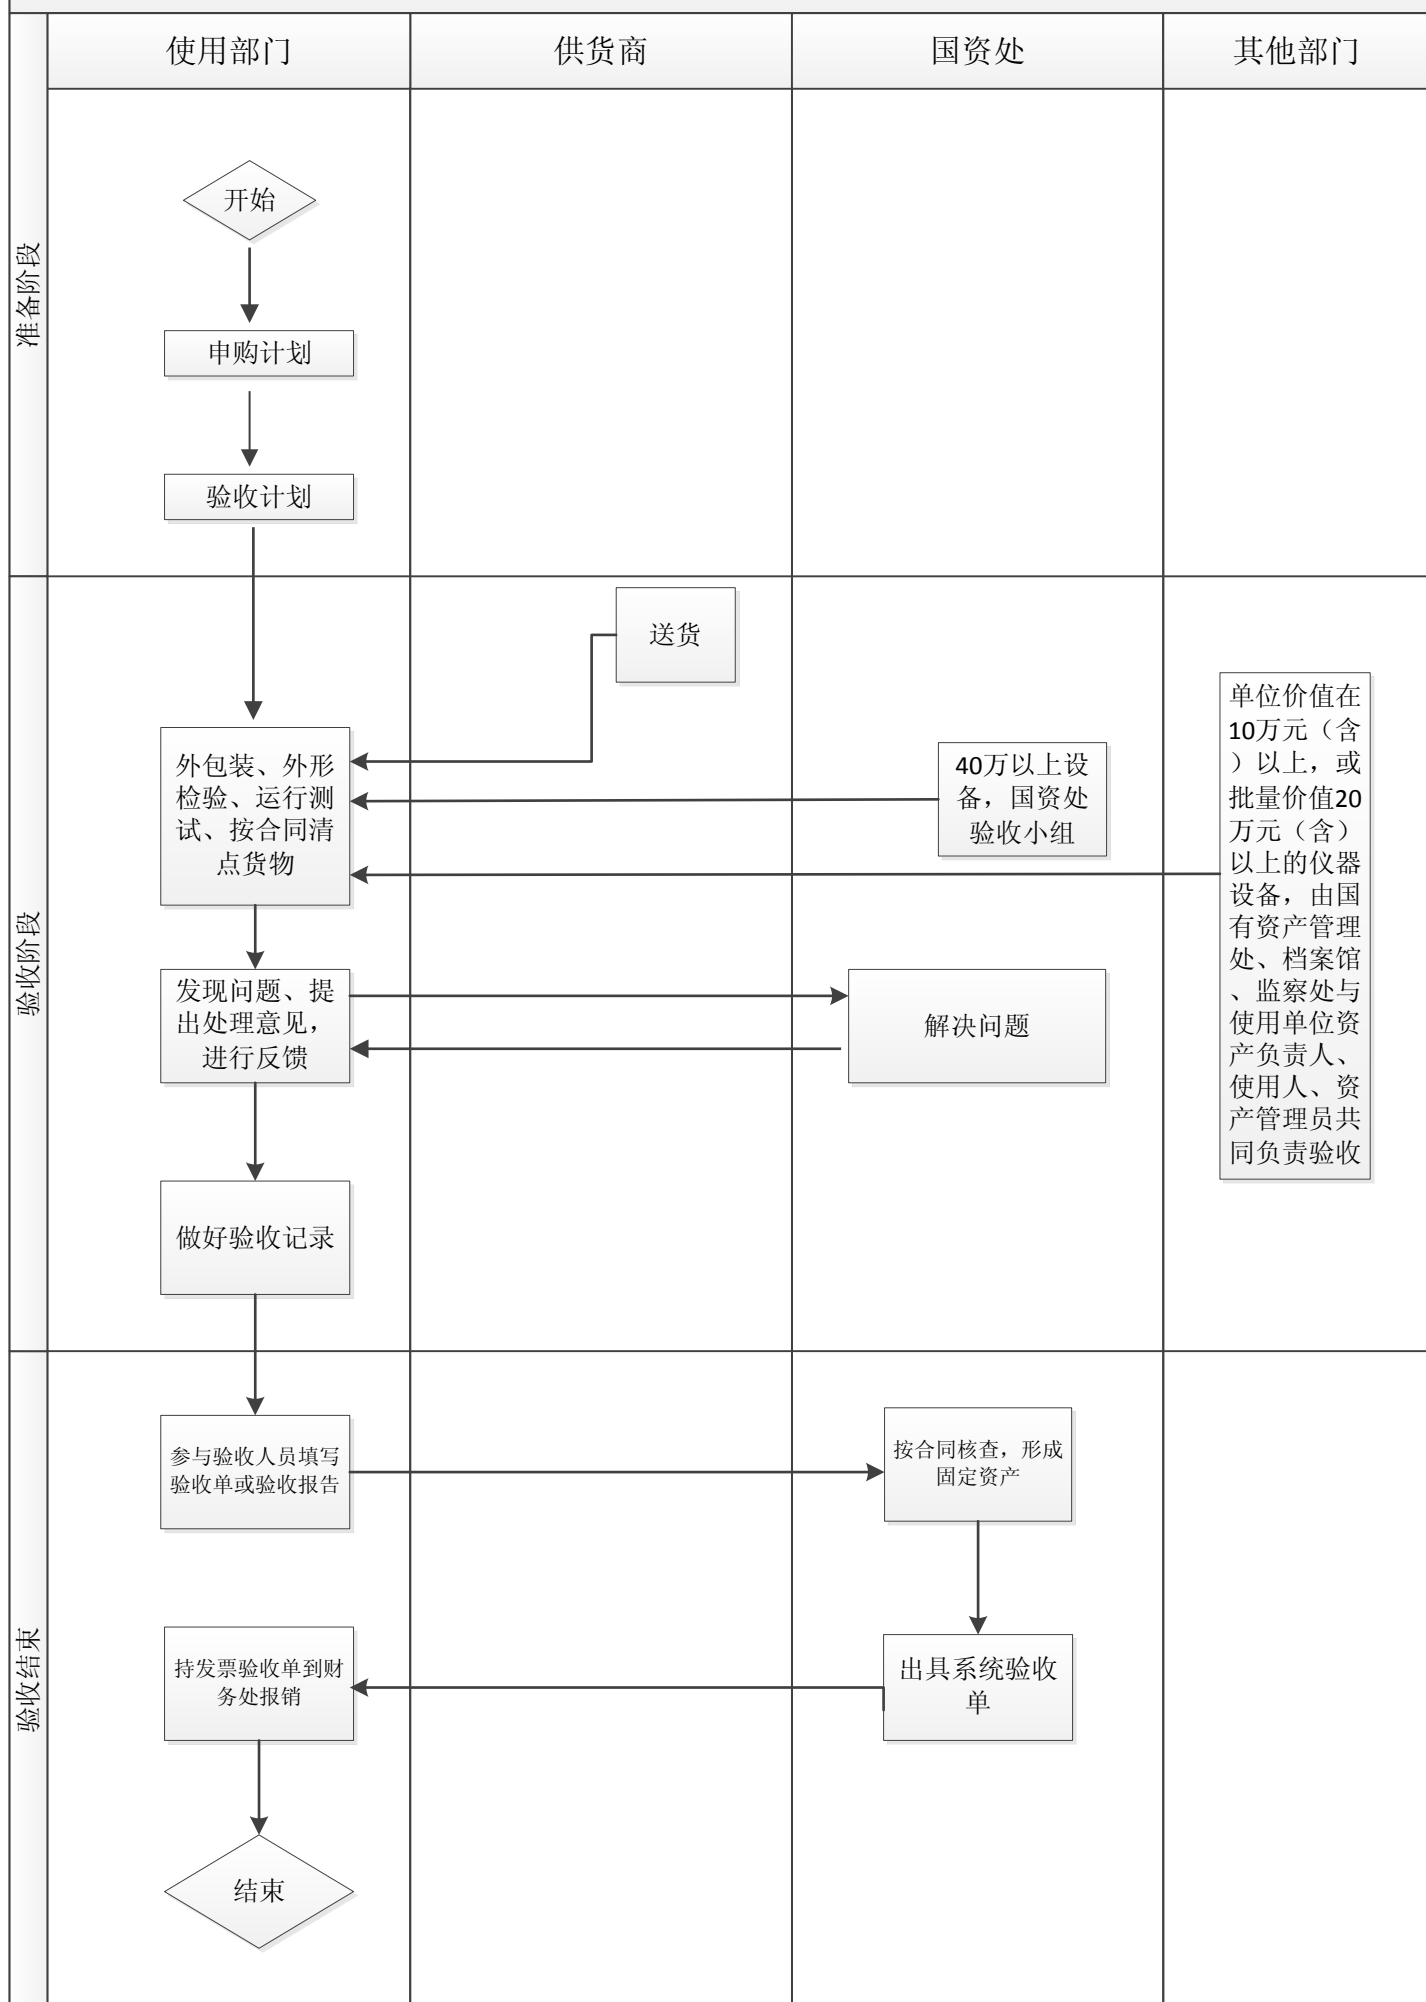 使用部门
供货商
国资处
其他部门
准备阶段
开始
申购计划
验收计划
验收阶段
送货
外包装、外形
检验、运行测
试、按合同清
点货物
40万以上设
备，国资处
验收小组
单位价值在
10万元（含
）以上，或
批量价值20
万元（含）
以上的仪器
设备，由国
有资产管理
处、档案馆
、监察处与
使用单位资
产负责人、
使用人、资
产管理员共
同负责验收
发现问题、提
出处理意见，
进行反馈
解决问题
做好验收记录
验收结束
参与验收人员填写
验收单或验收报告
按合同核查，形成
固定资产
持发票验收单到财
务处报销
出具系统验收
单
结束